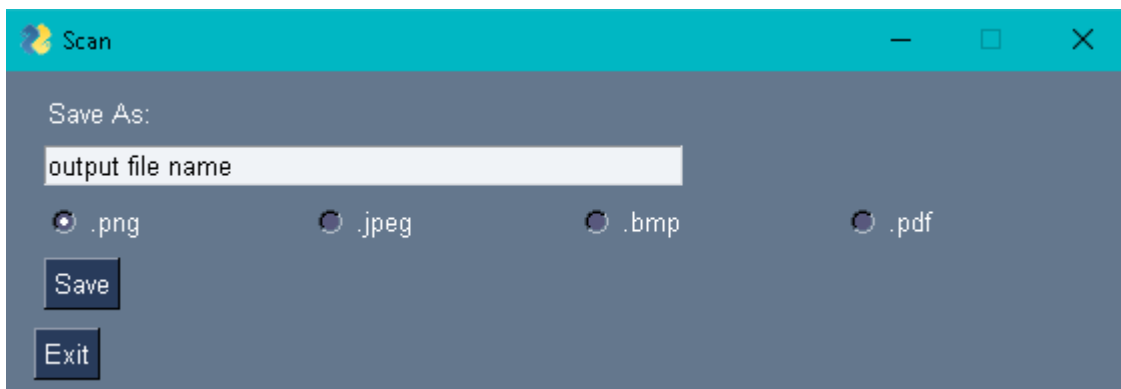 Scan
Save As:
output file name
.png .jpeg .bmp .pdf
Save
Exit